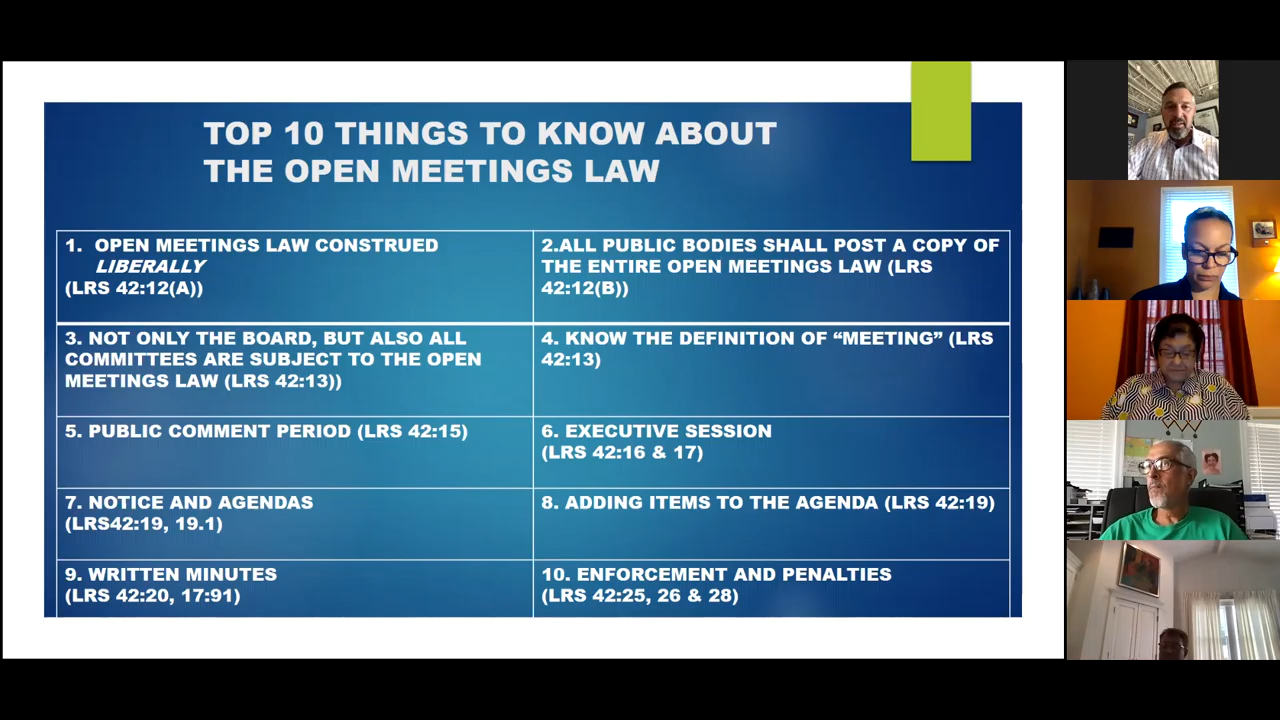 TOP 10 THINGS TO KNOW ABOUT
THE OPEN MEETINGS LAW
1. OPEN MEETINGS LAW CONSTRUED
LIBERALLY
(LRS 42:12(A))
2.ALL PUBLIC BODIES SHALL POST A COPY OF
THE ENTIRE OPEN MEETINGS LAW (LRS
42:12(B))
3. NOT ONLY THE BOARD, BUT ALSO ALL
COMMITTEES ARE SUBJECT TO THE OPEN
MEETINGS LAW (LRS 42:13))
4. KNOW THE DEFINITION OF “MEETING” (LRS
42:13)
5. PUBLIC COMMENT PERIOD (LRS 42:15)
6. EXECUTIVE SESSION
(LRS 42:16 & 17)
7. NOTICE AND AGENDAS
(LRS42:19, 19.1)
8. ADDING ITEMS TO THE AGENDA (LRS 42:19)
9. WRITTEN MINUTES
(LRS 42:20, 17:91)
10. ENFORCEMENT AND PENALTIES
(LRS 42:25, 26 & 28)